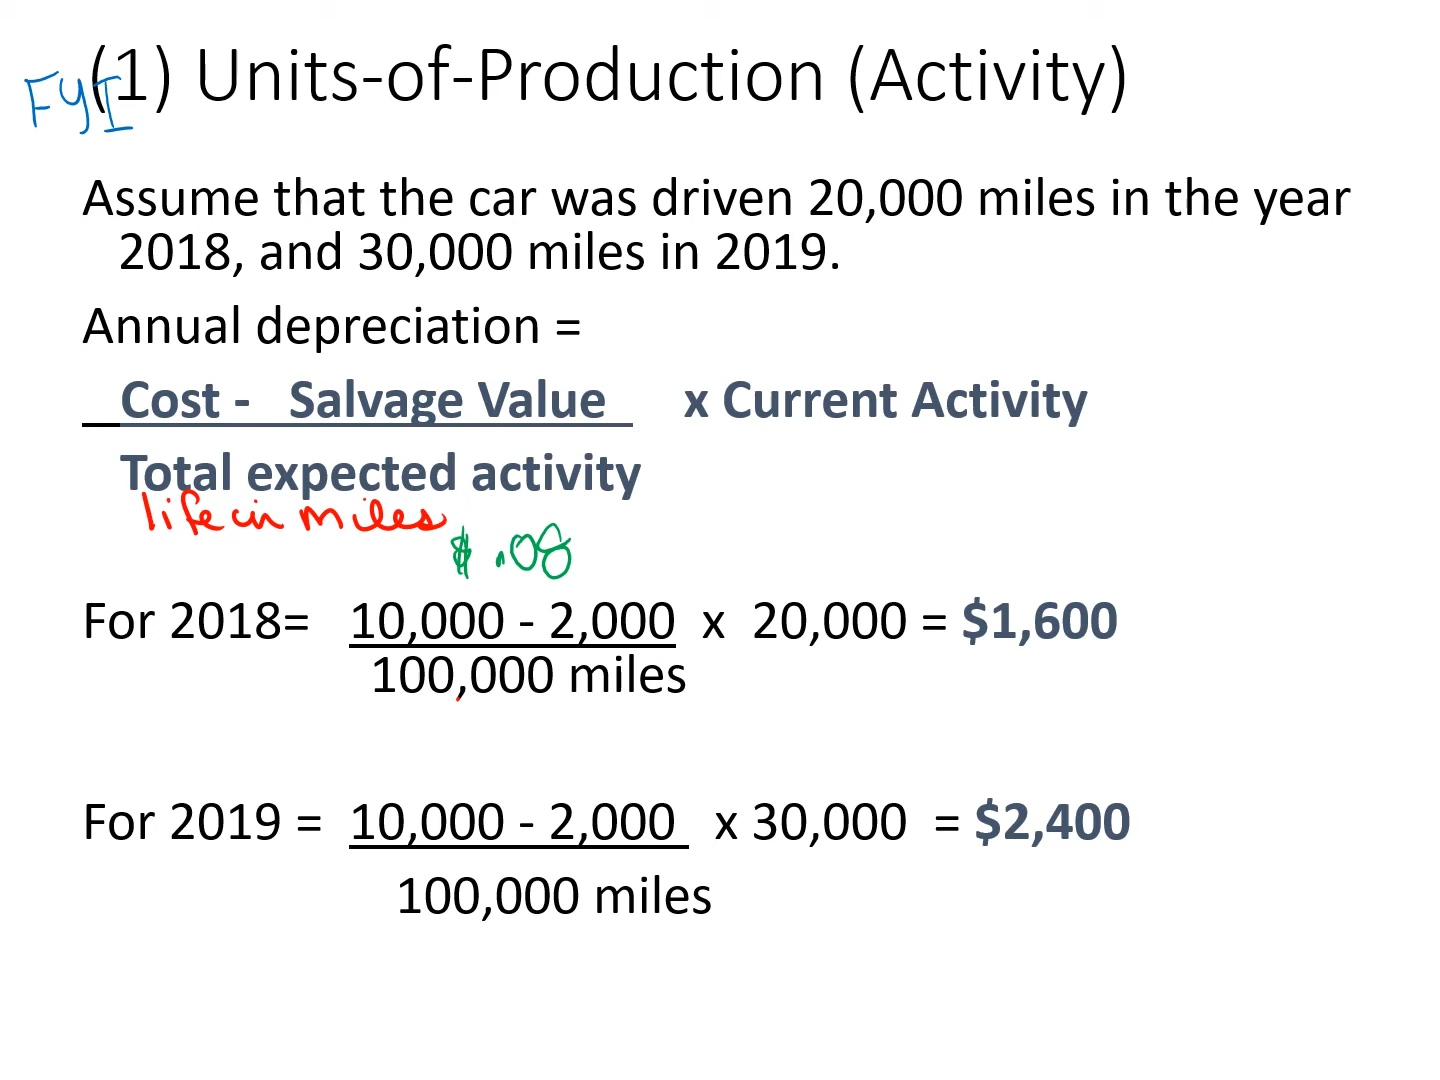 FYI
(1) Units-of-Production (Activity)
Assume that the car was driven 20,000 miles in the year
2018, and 30,000 miles in 2019.
Annual depreciation =
Cost - Salvage Value x Current Activity
Total expected activity
life in miles
$ .08
For 2018= 10,000 - 2,000 x 20,000 = $1,600
100,000 miles
For 2019 = 10,000 - 2,000 x 30,000 = $2,400
100,000 miles